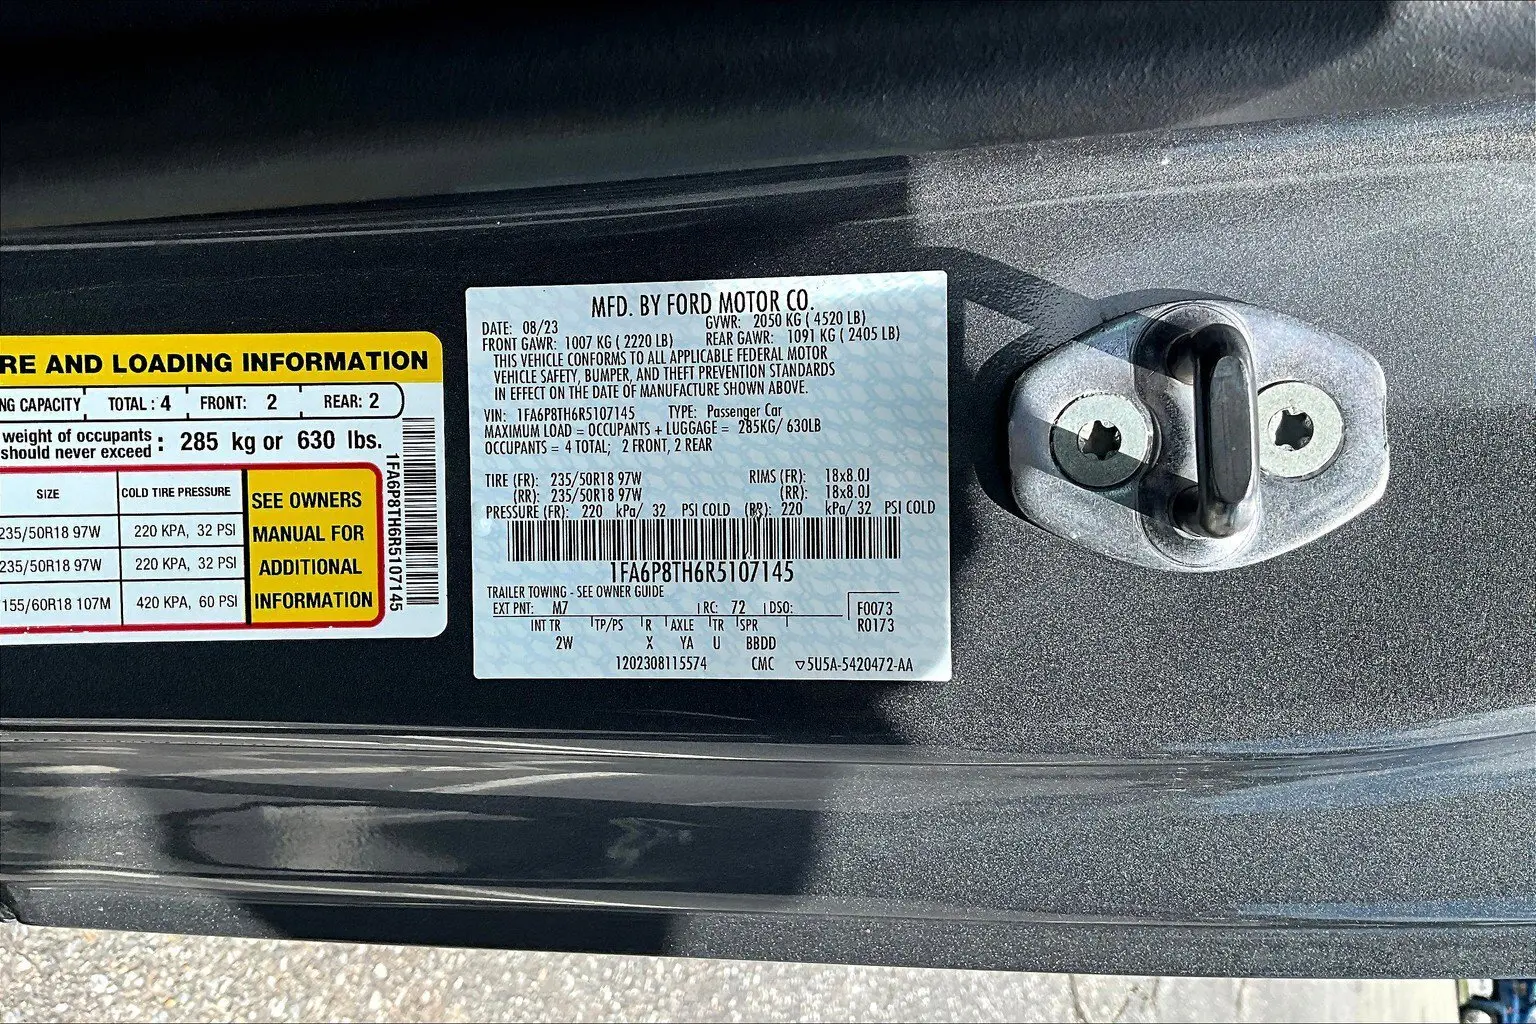 RE AND LOADING INFORMATION
NG CAPACITY TOTAL : 4 FRONT: 2 REAR: 2
weight of occupants
should never exceed : 285 kg or 630 lbs.
SIZE COLD TIRE PRESSURE
235/50R18 97W 220 KPA, 32 PSI
235/50R18 97W 220 KPA, 32 PSI
155/60R18 107M 420 KPA, 60 PSI
SEE OWNERS
MANUAL FOR
ADDITIONAL
INFORMATION
1FA6P8TH6R5107145
MFD. BY FORD MOTOR CO.
DATE: 08/23 GVWR: 2050 KG ( 4520 LB)
FRONT GAWR: 1007 KG ( 2220 LB) REAR GAWR: 1091 KG ( 2405 LB)
THIS VEHICLE CONFORMS TO ALL APPLICABLE FEDERAL MOTOR
VEHICLE SAFETY, BUMPER, AND THEFT PREVENTION STANDARDS
IN EFFECT ON THE DATE OF MANUFACTURE SHOWN ABOVE.
VIN: 1FA6P8TH6R5107145 TYPE: Passenger Car
MAXIMUM LOAD = OCCUPANTS + LUGGAGE = 285KG/ 630LB
OCCUPANTS = 4 TOTAL; 2 FRONT, 2 REAR
TIRE (FR): 235/50R18 97W RIMS (FR): 18x8.0J
(RR): 235/50R18 97W (RR): 18x8.0J
PRESSURE (FR): 220 kPa/ 32 PSI COLD (RR): 220 kPa/ 32 PSI COLD
1FA6P8TH6R5107145
TRAILER TOWING - SEE OWNER GUIDE
EXT PNT: M7 RC: 72 DSO: F0073
INT TR TP/PS R AXLE TR SPR R0173
2W X YA U BBDD
1202308115574 CMC ▽5U5A-5420472-AA